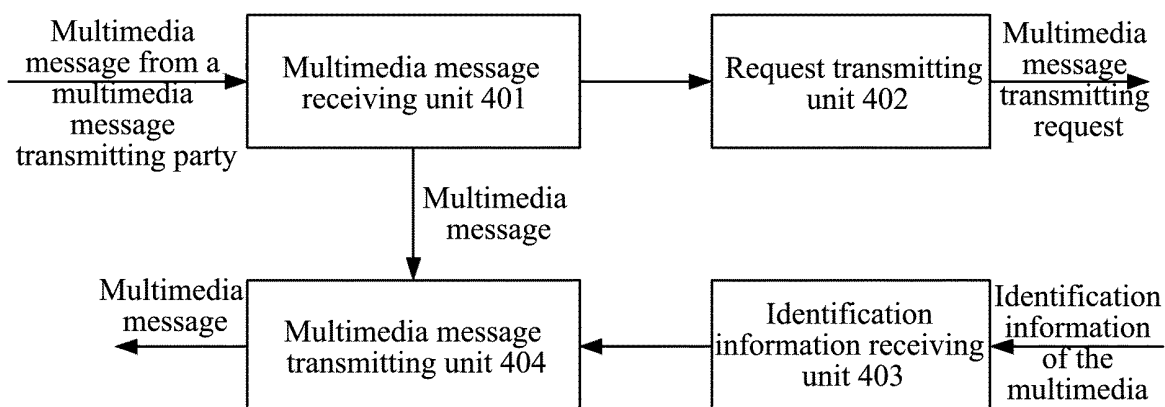 Multimedia
message from a
multimedia
message
transmitting party
Multimedia message
receiving unit 401
Request transmitting
unit 402
Multimedia
message
transmitting
request
Multimedia
message
Multimedia
message
Multimedia message
transmitting unit 404
Identification
information receiving
unit 403
Identification
information
of the
multimedia